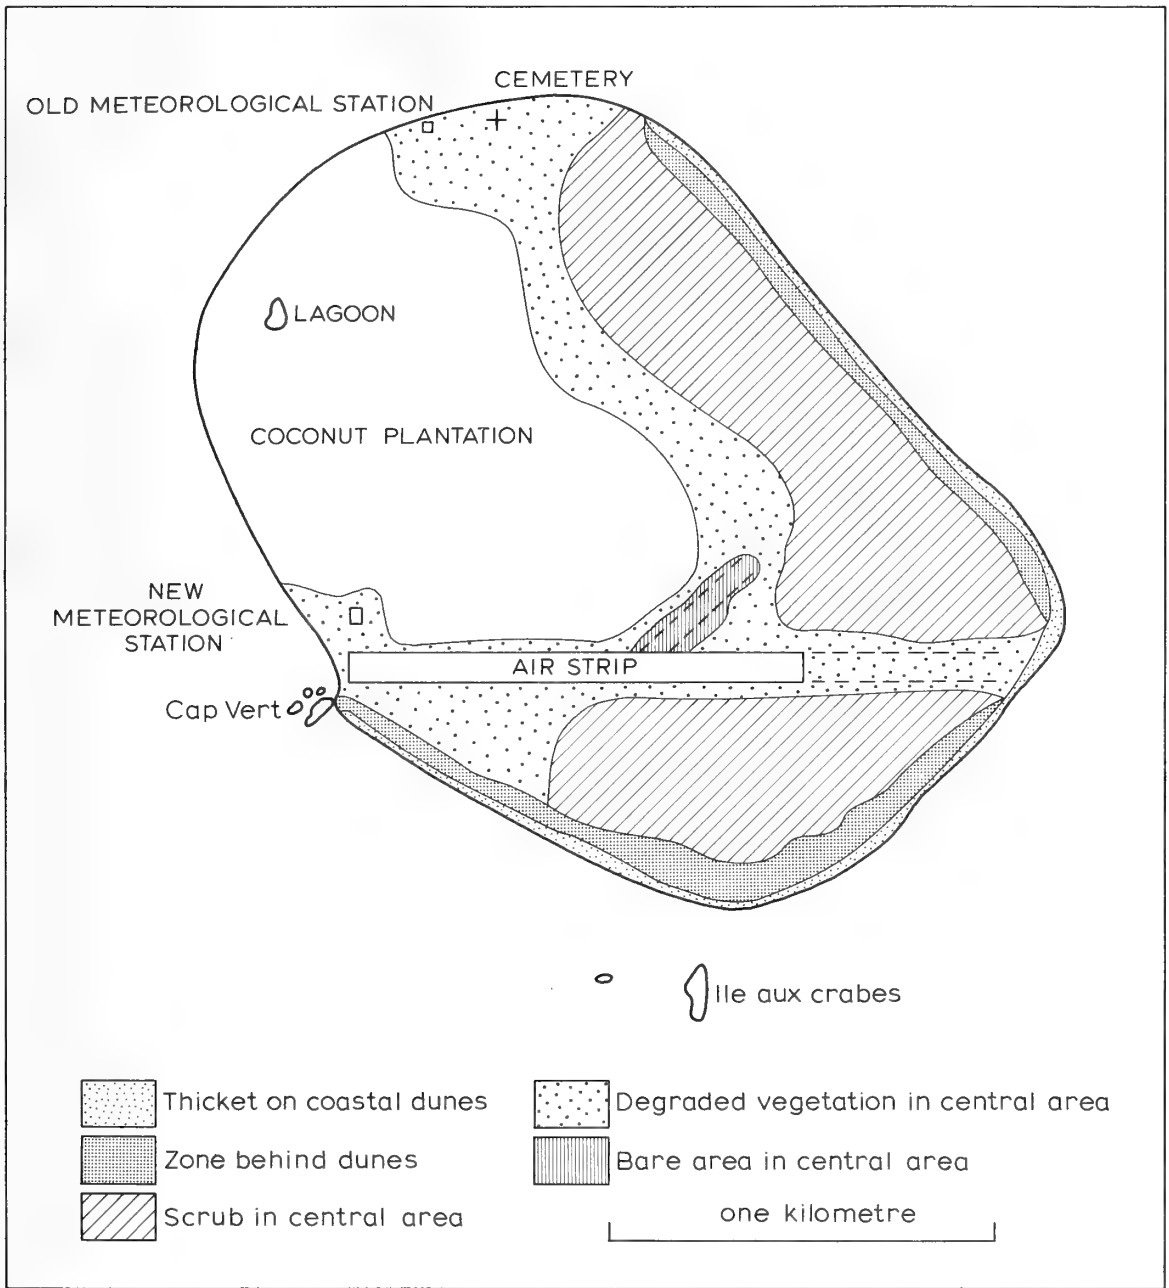 CEMETERY
OLD METEOROLOGICAL STATION
LAGOON
COCONUT PLANTATION
NEW
METEOROLOGICAL
STATION
AIR STRIP
Cap Vert
Ile aux crabes
Thicket on coastal dunes
Degraded vegetation in central area
Zone behind dunes
Bare area in central area
Scrub in central area
one kilometre